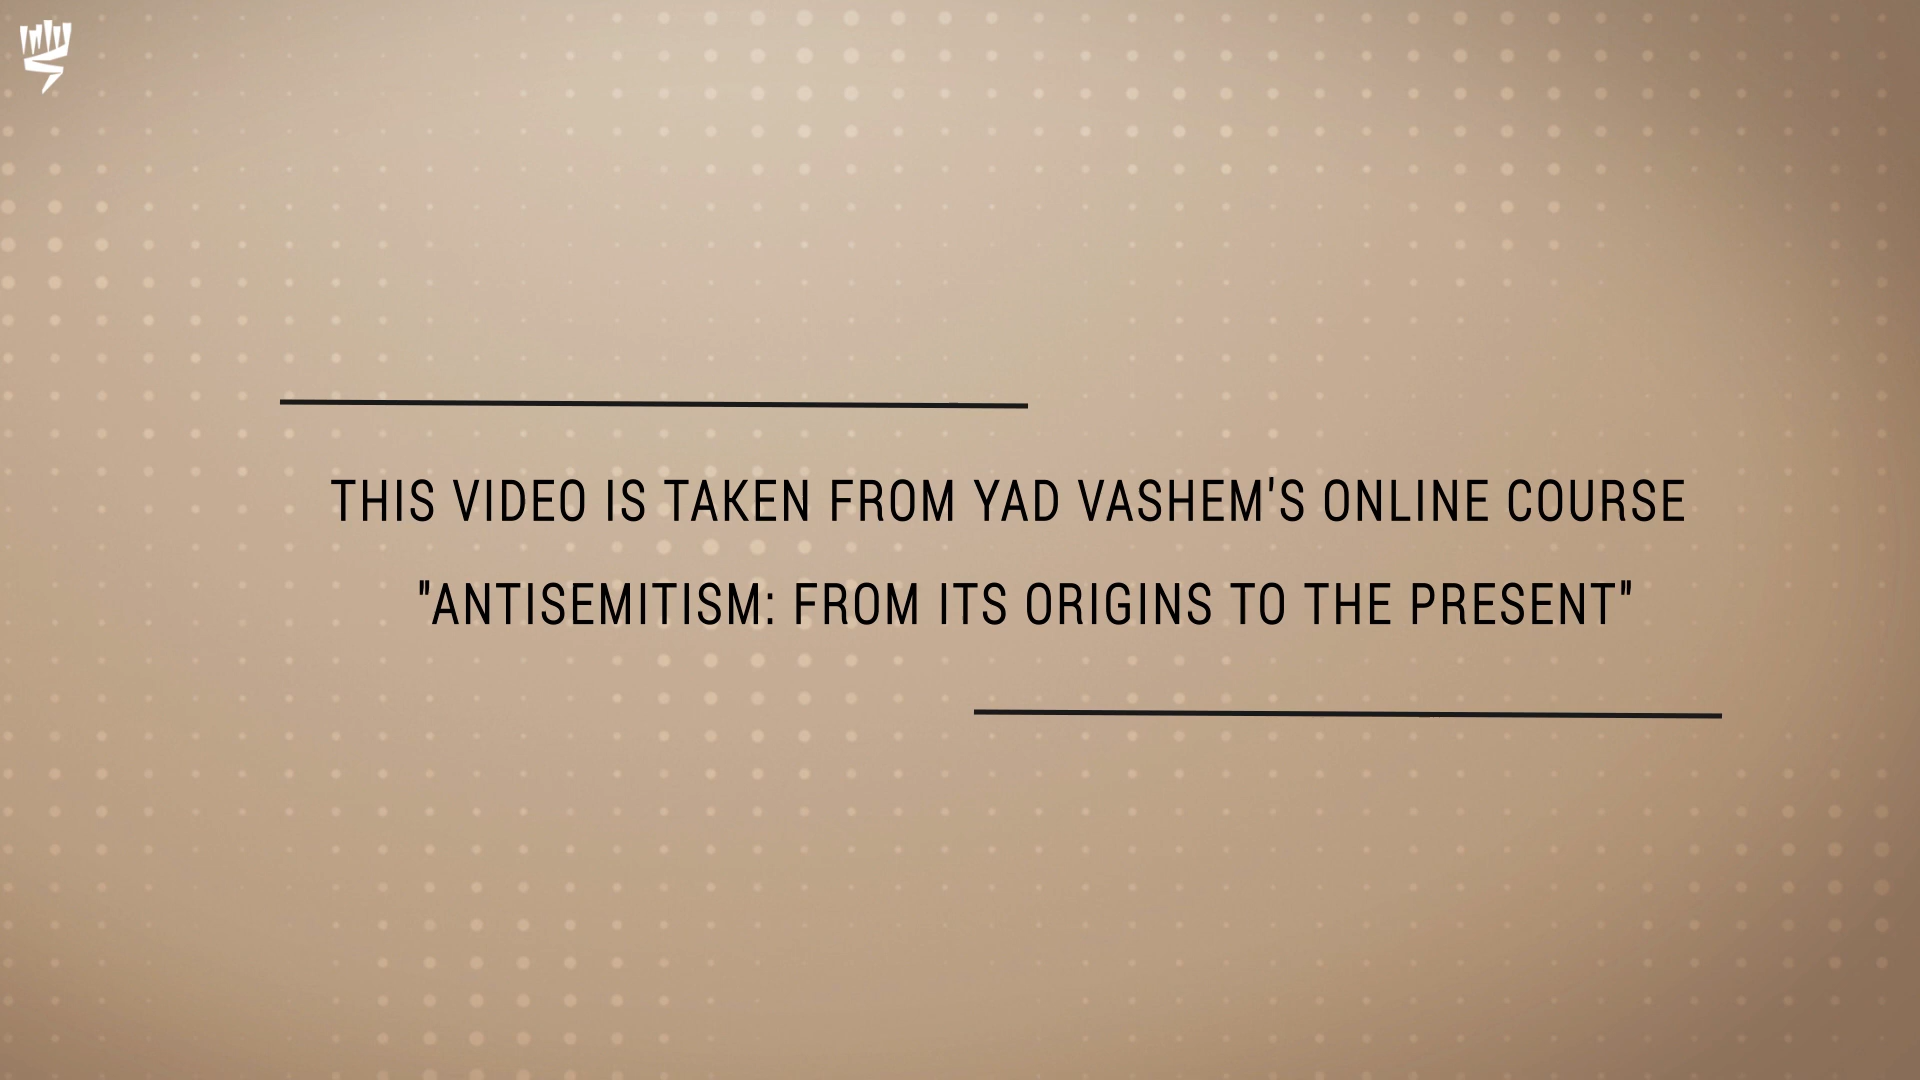 THIS VIDEO IS TAKEN FROM YAD VASHEM'S ONLINE COURSE
"ANTISEMITISM: FROM ITS ORIGINS TO THE PRESENT"